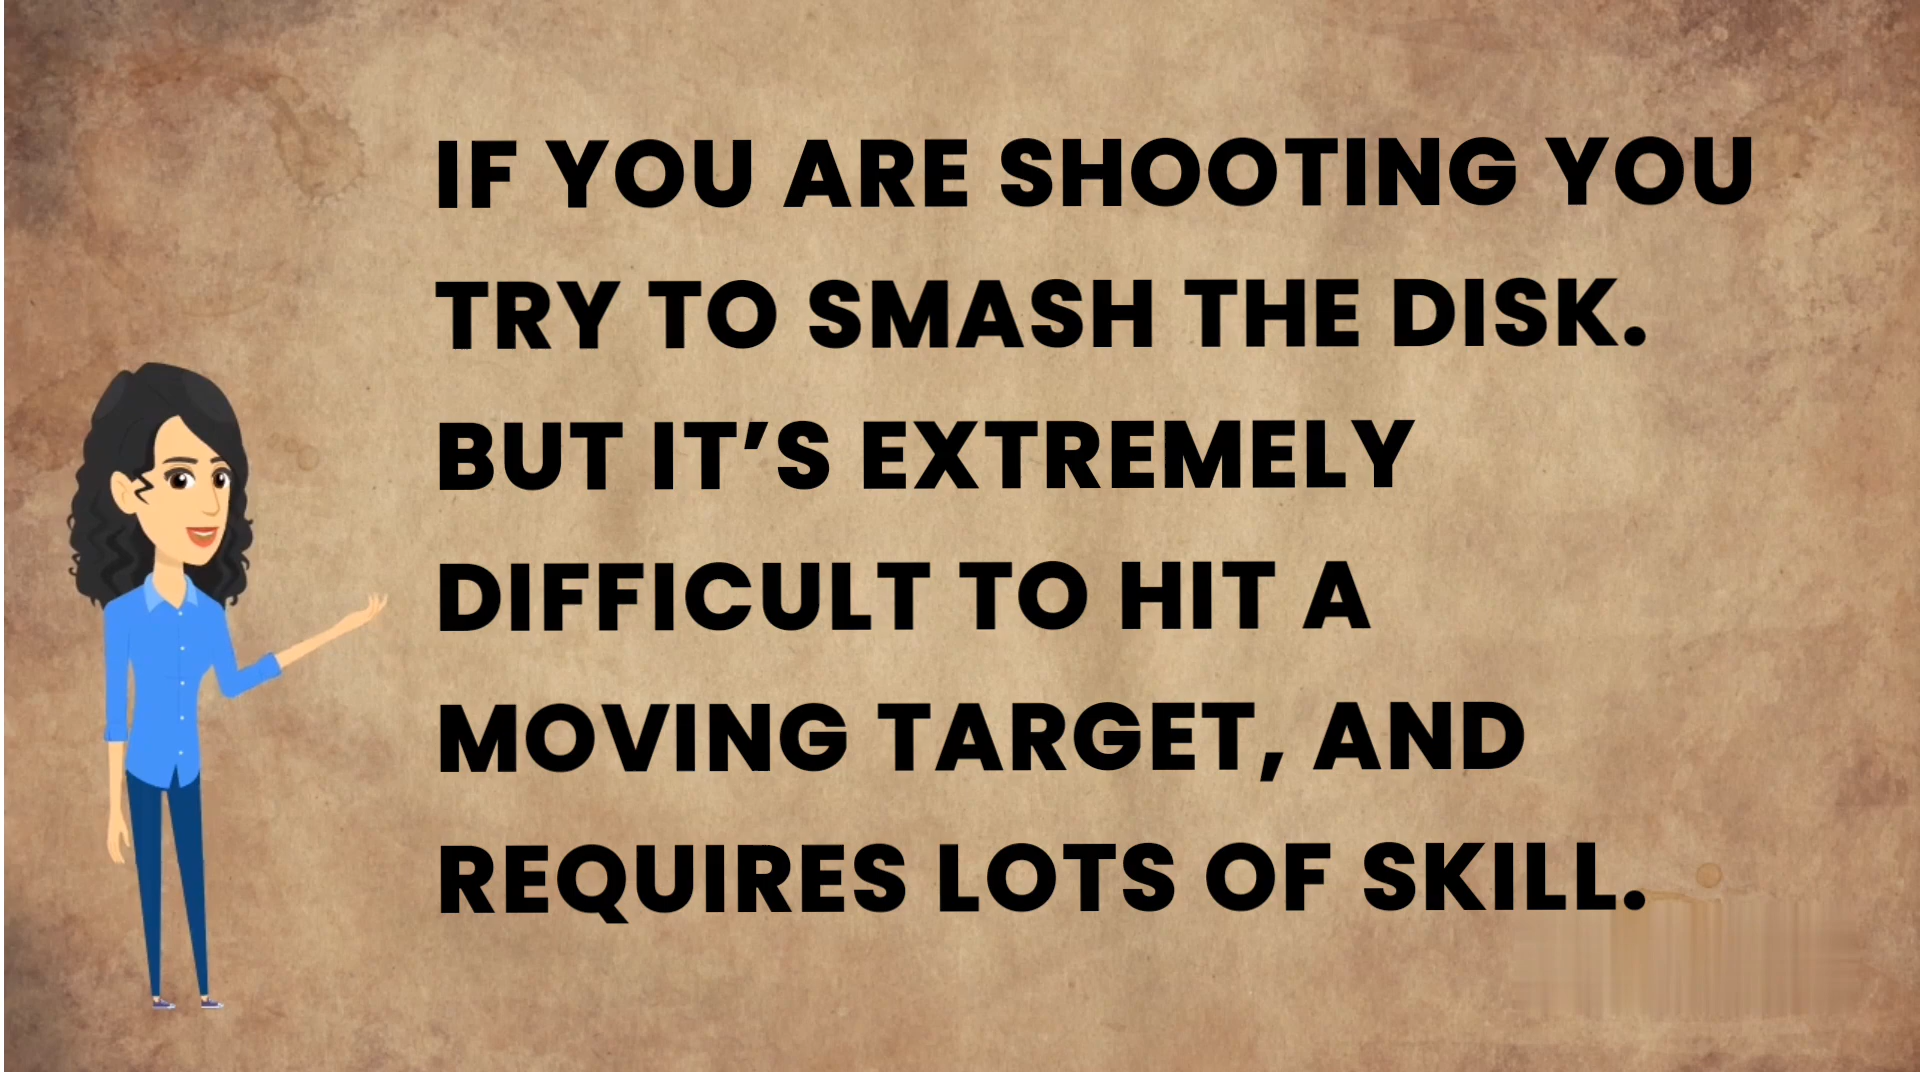 IF YOU ARE SHOOTING YOU
TRY TO SMASH THE DISK.
BUT IT’S EXTREMELY
DIFFICULT TO HIT A
MOVING TARGET, AND
REQUIRES LOTS OF SKILL.